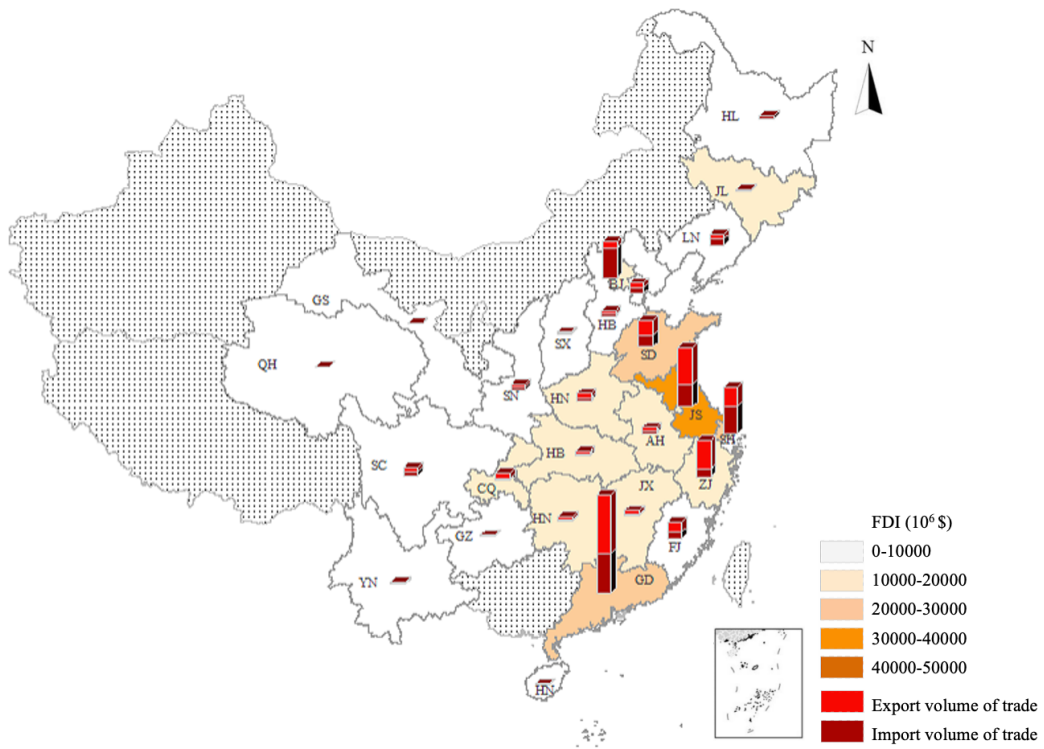 N
HL
JL
LN
BJ
GS
HB
SX
SD
QH
SN
HN
JS
AH
SH
HB
SC
ZJ
CQ
JX
HN
GZ
FJ
GD
YN
HN
FDI (10⁶ $)
0-10000
10000-20000
20000-30000
30000-40000
40000-50000
Export volume of trade
Import volume of trade